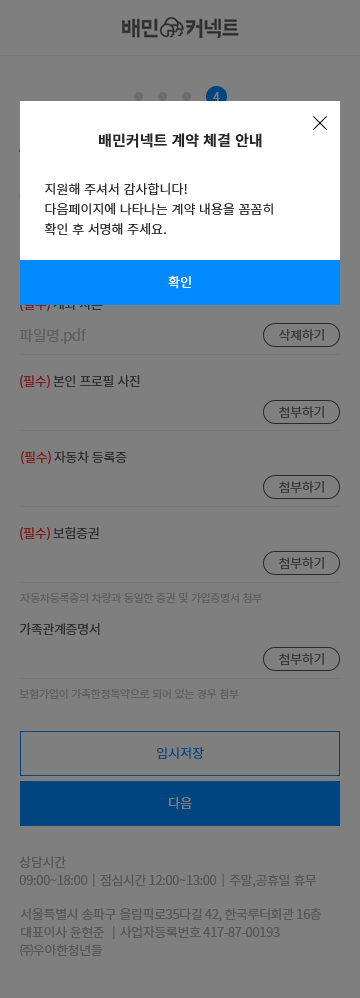 배민커넥트
4
배민커넥트 계약 체결 안내
지원해 주셔서 감사합니다!
다음페이지에 나타나는 계약 내용을 꼼꼼히
확인 후 서명해 주세요.
확인
파일명.pdf
삭제하기
(필수) 본인 프로필 사진
첨부하기
(필수) 자동차 등록증
첨부하기
(필수) 보험증권
첨부하기
자동차등록증의 차량과 동일한 증권 및 가입증명서 첨부
가족관계증명서
첨부하기
보험가입이 가족한정특약으로 되어 있는 경우 첨부
임시저장
다음
상담시간
09:00~18:00 | 점심시간 12:00~13:00 | 주말,공휴일 휴무
서울특별시 송파구 올림픽로35다길 42, 한국루터회관 16층
대표이사 윤현준 | 사업자등록번호 417-87-00193
㈜우아한청년들